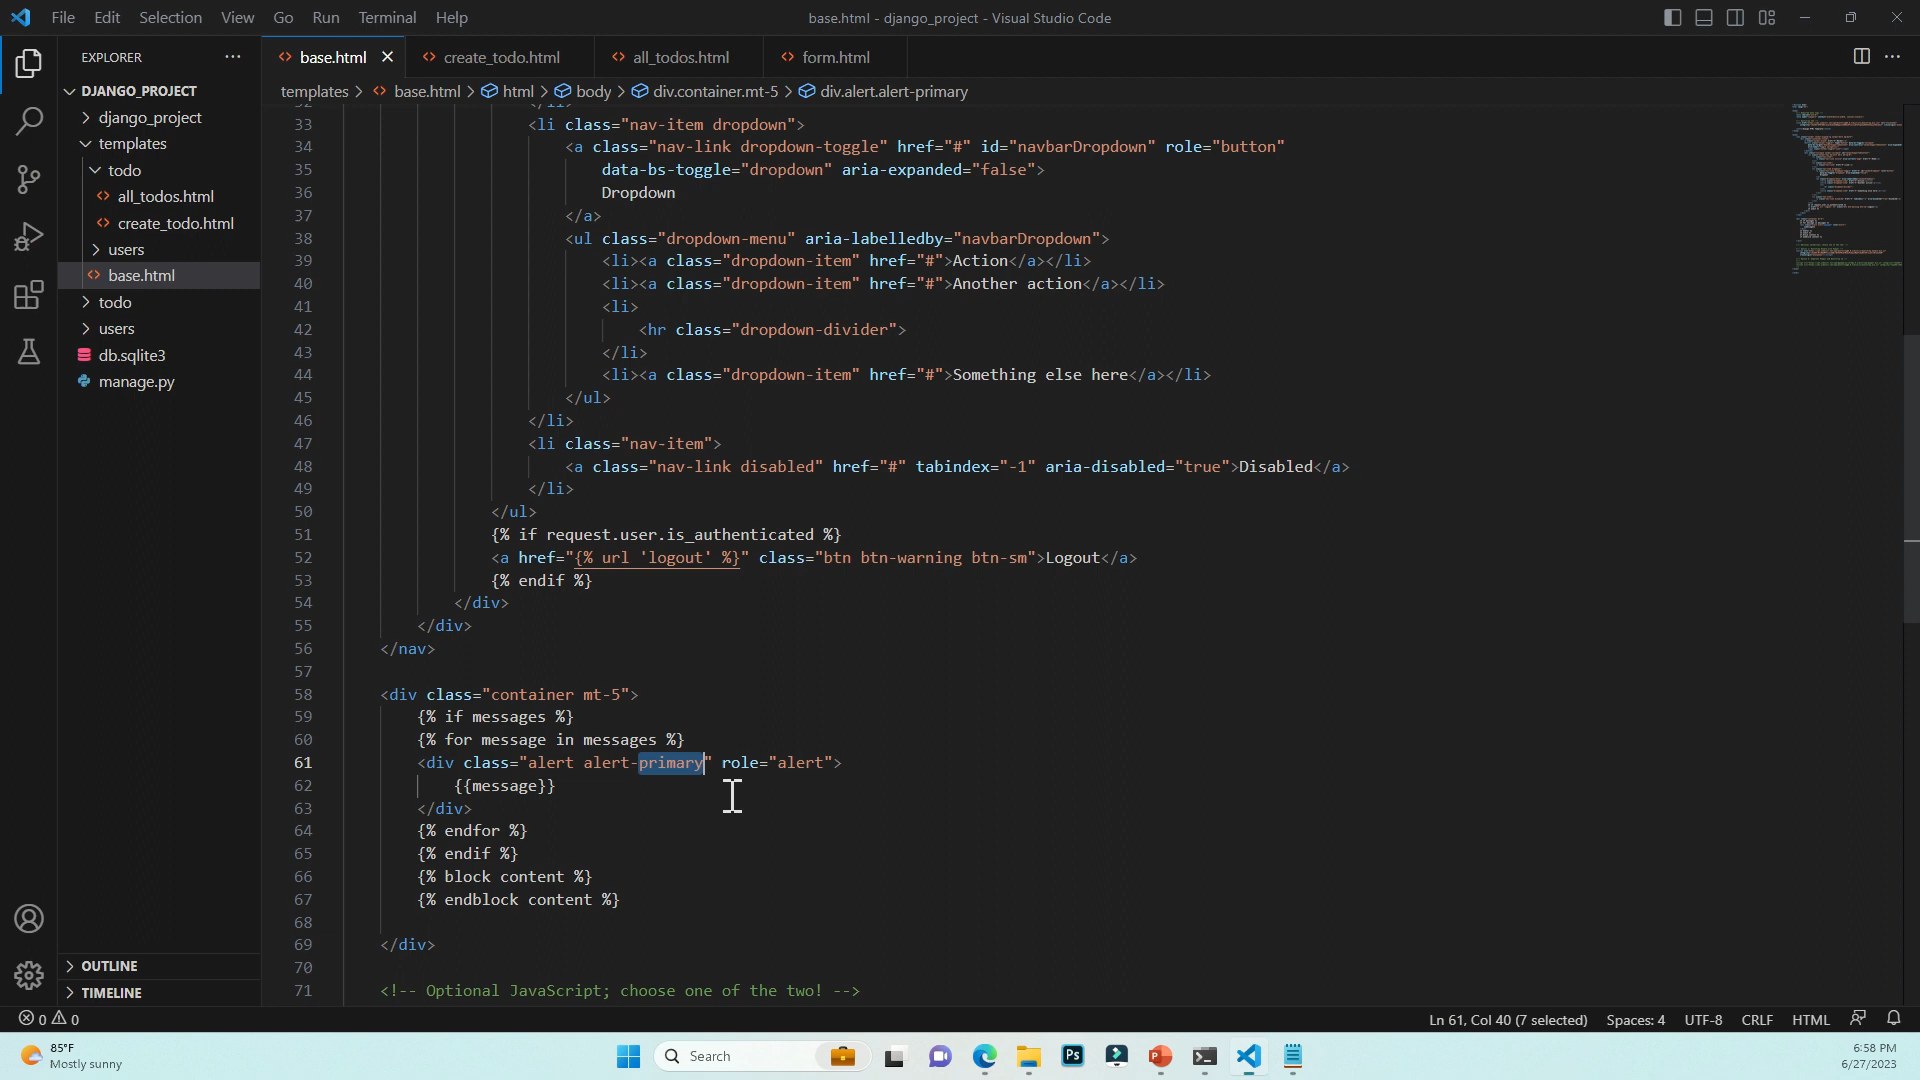 File Edit Selection View Go Run Terminal Help
base.html - django_project - Visual Studio Code
EXPLORER
base.html
create_todo.html
all_todos.html
form.html
DJANGO_PROJECT
templates > base.html > html > body > div.container.mt-5 > div.alert.alert-primary
django_project
templates
todo
all_todos.html
create_todo.html
users
base.html
todo
users
db.sqlite3
manage.py
OUTLINE
TIMELINE
33 <li class="nav-item dropdown">
34 <a class="nav-link dropdown-toggle" href="#" id="navbarDropdown" role="button"
35 data-bs-toggle="dropdown" aria-expanded="false">
36 Dropdown
37 </a>
38 <ul class="dropdown-menu" aria-labelledby="navbarDropdown">
39 <li><a class="dropdown-item" href="#">Action</a></li>
40 <li><a class="dropdown-item" href="#">Another action</a></li>
41 <li>
42 <hr class="dropdown-divider">
43 </li>
44 <li><a class="dropdown-item" href="#">Something else here</a></li>
45 </ul>
46 </li>
47 <li class="nav-item">
48 <a class="nav-link disabled" href="#" tabindex="-1" aria-disabled="true">Disabled</a>
49 </li>
50 </ul>
51 {% if request.user.is_authenticated %}
52 <a href="{% url 'logout' %}" class="btn btn-warning btn-sm">Logout</a>
53 {% endif %}
54 </div>
55 </div>
56 </nav>
57
58 <div class="container mt-5">
59 {% if messages %}
60 {% for message in messages %}
61 <div class="alert alert-primary" role="alert">
62 {{message}}
63 </div>
64 {% endfor %}
65 {% endif %}
66 {% block content %}
67 {% endblock content %}
68
69 </div>
70
71 <!-- Optional JavaScript; choose one of the two! -->
0 0
Ln 61, Col 40 (7 selected) Spaces: 4 UTF-8 CRLF HTML
85°F
Mostly sunny
Search
Ps
6:58 PM
6/27/2023